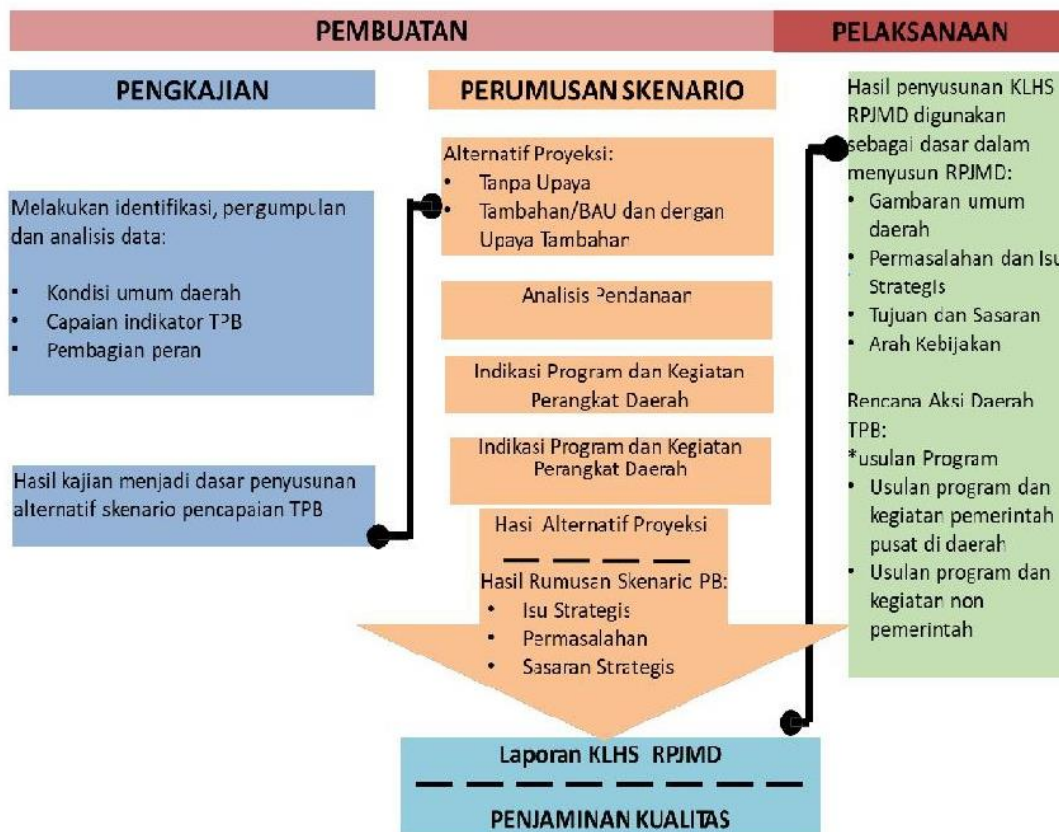 PEMBUATAN
PELAKSANAAN
PENGKAJIAN
Melakukan identifikasi, pengumpulan
dan analisis data:
• Kondisi umum daerah
• Capaian indikator TPB
• Pembagian peran
Hasil kajian menjadi dasar penyusunan
alternatif skenario pencapaian TPB
PERUMUSAN SKENARIO
Alternatif Proyeksi:
• Tanpa Upaya
• Tambahan/BAU dan dengan
Upaya Tambahan
Analisis Pendanaan
Indikasi Program dan Kegiatan
Perangkat Daerah
Indikasi Program dan Kegiatan
Perangkat Daerah
Hasi Alternatif Proyeksi
Hasil Rumusan Skenario PB:
• Isu Strategis
• Permasalahan
• Sasaran Strategis
Laporan KLHS RPJMD
PENJAMINAN KUALITAS
Hasil penyusunan KLHS
RPJMD digunakan
sebagai dasar dalam
menyusun RPJMD:
• Gambaran umum
daerah
• Permasalahan dan Isu
Strategis
• Tujuan dan Sasaran
• Arah Kebijakan
Rencana Aksi Daerah
TPB:
*usulan Program
• Usulan program dan
kegiatan pemerintah
pusat di daerah
• Usulan program dan
kegiatan non
pemerintah